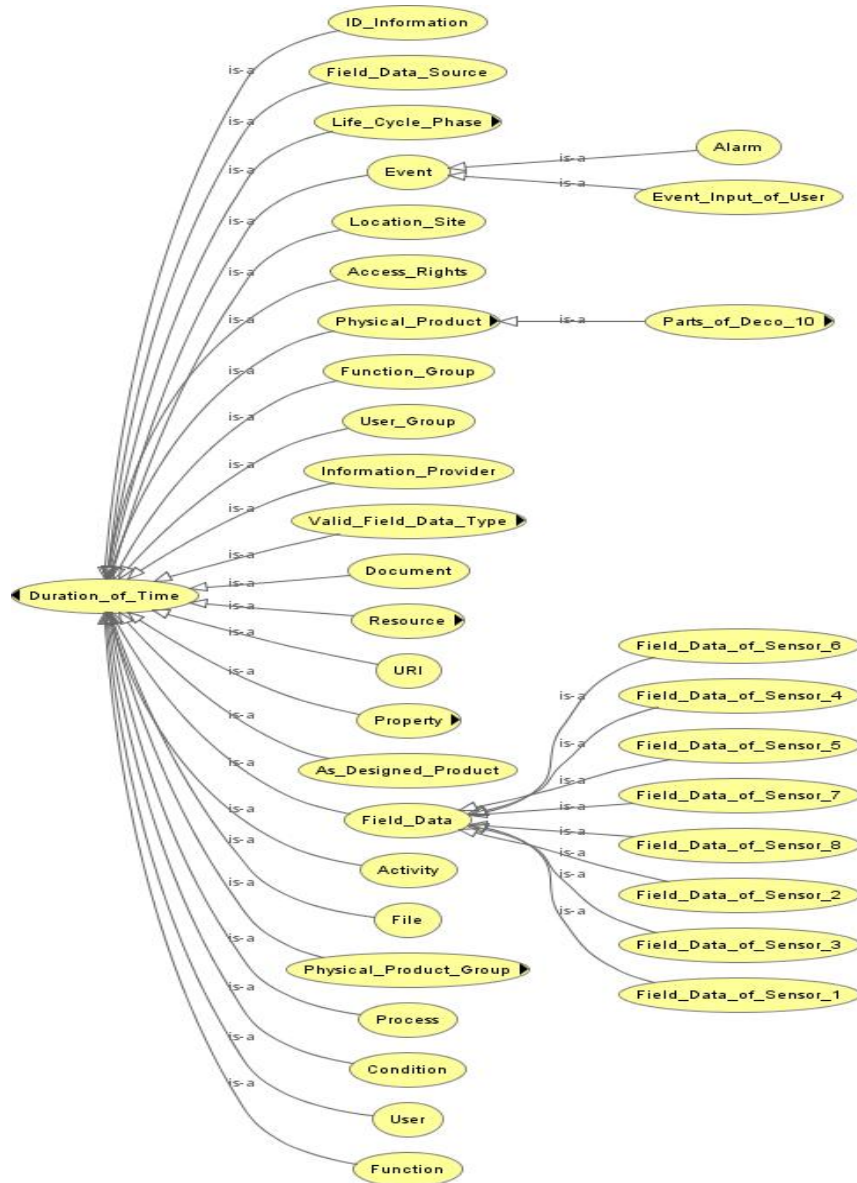 ID_Information
is-a
Field_Data_Source
is-a
Life_Cycle_Phase
is-a
Alarm
Event
is-a
is-a
Event_Input_of_User
is-a
Location_Site
is-a
Access_Rights
is-a
Physical_Product
is-a
Parts_of_Deco_10
is-a
Function_Group
is-a
User_Group
is-a
Information_Provider
is-a
Valid_Field_Data_Type
is-a
Document
is-a
Duration_of_Time
is-a
Resource
is-a
URI
Field_Data_of_Sensor_6
is-a
is-a
Field_Data_of_Sensor_4
Property
is-a
is-a
Field_Data_of_Sensor_5
As_Designed_Product
is-a
is-a
Field_Data_of_Sensor_7
Field_Data
is-a
is-a
Field_Data_of_Sensor_8
is-a
is-a
Activity
is-a
Field_Data_of_Sensor_2
is-a
File
is-a
Field_Data_of_Sensor_3
is-a
Physical_Product_Group
Field_Data_of_Sensor_1
is-a
Process
is-a
Condition
is-a
User
Function